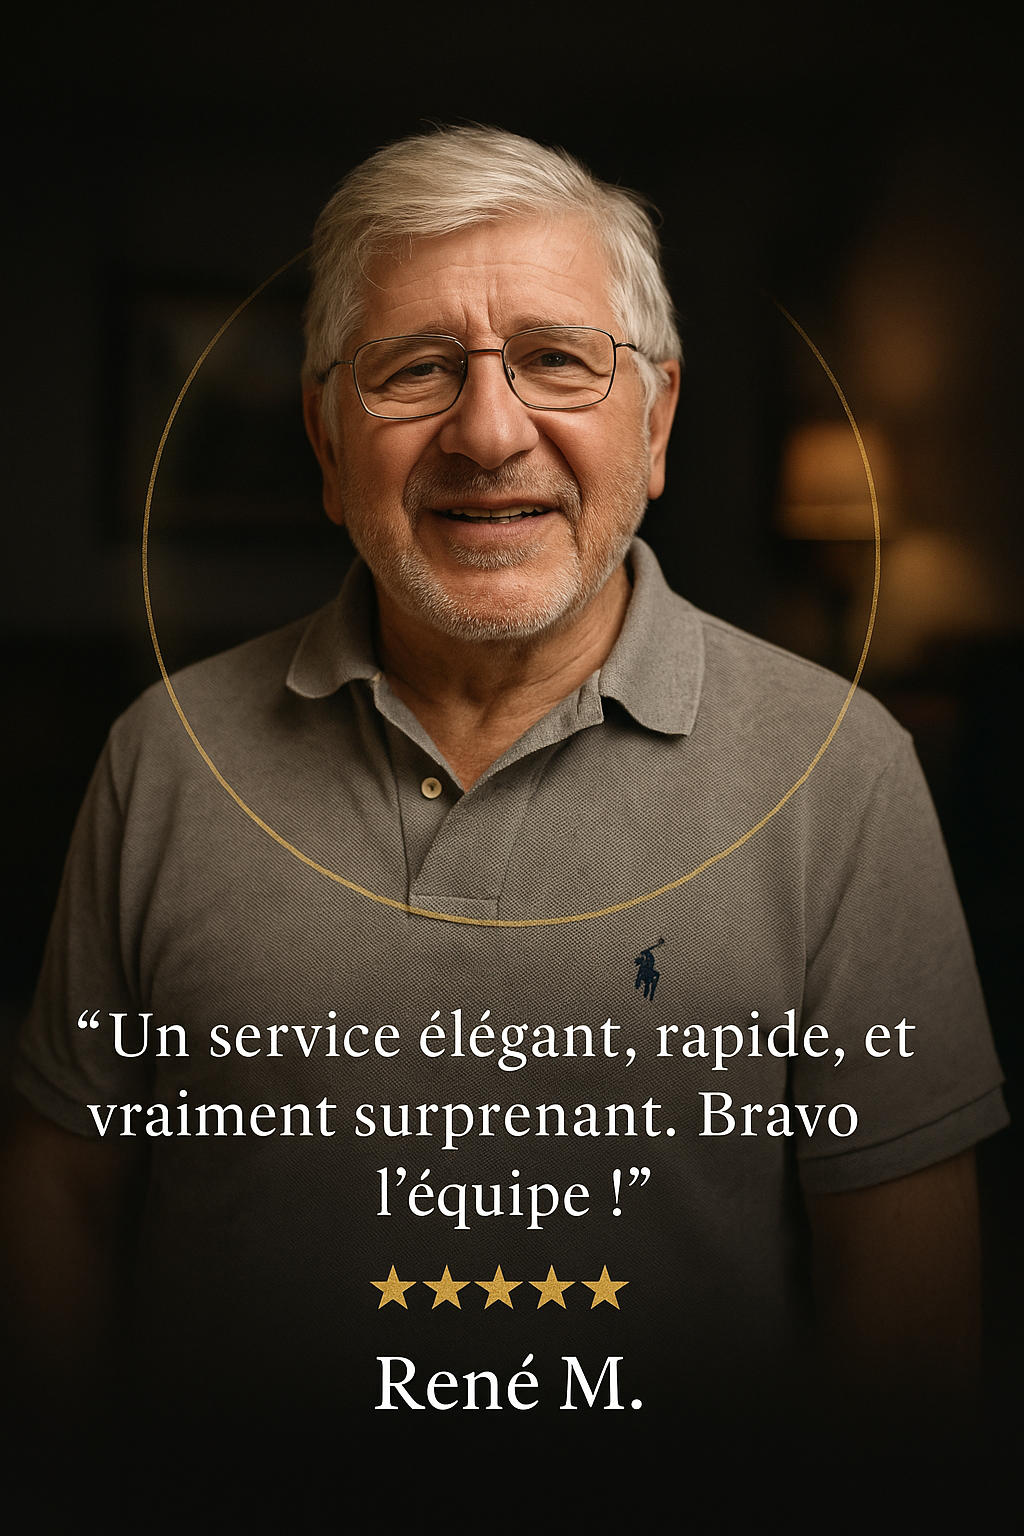 “Un service élégant, rapide, et
vraiment surprenant. Bravo
l’équipe !”
René M.